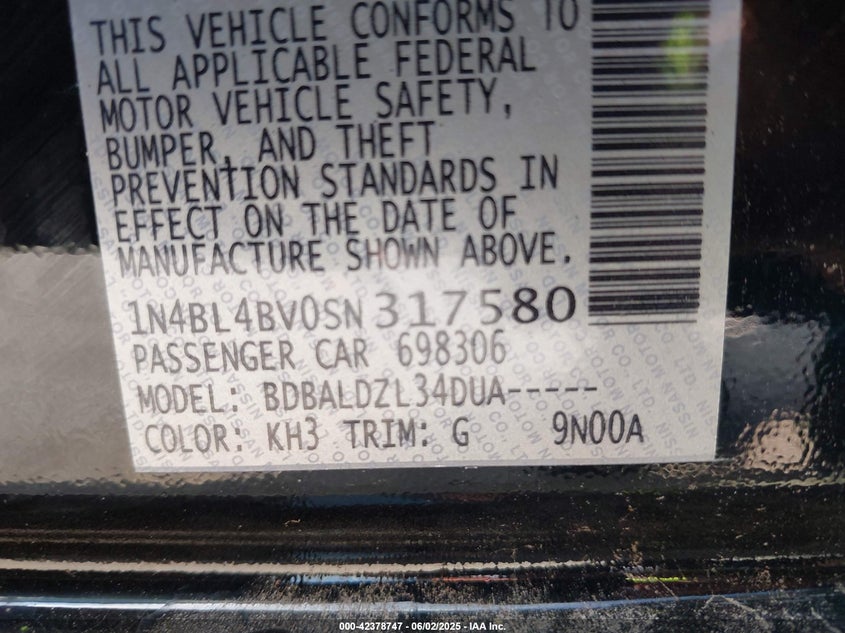 THIS VEHICLE CONFORMS TO
ALL APPLICABLE FEDERAL
MOTOR VEHICLE SAFETY,
BUMPER, AND THEFT
PREVENTION STANDARDS IN
EFFECT ON THE DATE OF
MANUFACTURE SHOWN ABOVE.
1N4BL4BV0SN317580
PASSENGER CAR 698306
MODEL: BDBALDZL34DUA-----
COLOR: KH3 TRIM: G 9N00A
000-42378747 - 06/02/2025 - IAA Inc.